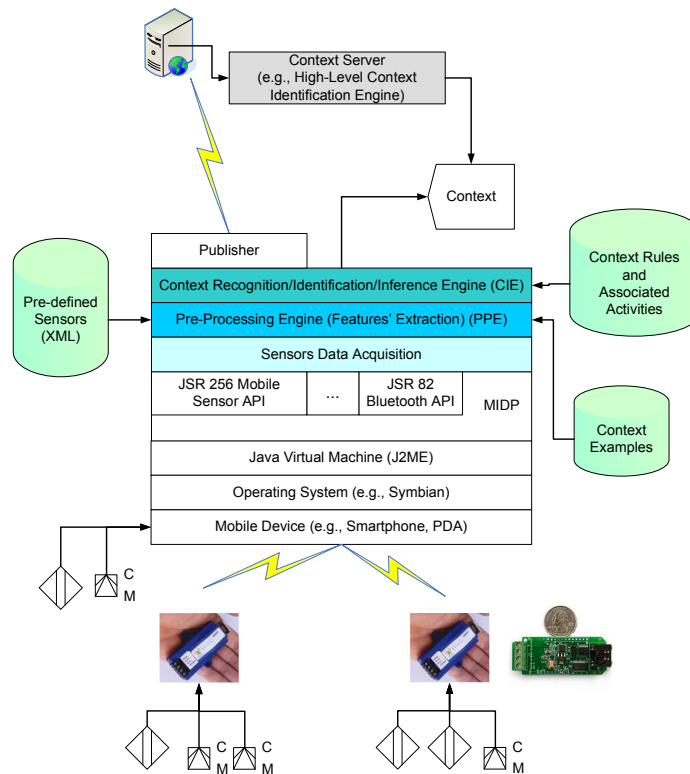 Context Server
(e.g., High-Level Context
Identification Engine)
Context
Publisher
Context Rules
and
Associated
Activities
Pre-defined
Sensors
(XML)
Context Recognition/Identification/Inference Engine (CIE)
Pre-Processing Engine (Features' Extraction) (PPE)
Sensors Data Acquisition
JSR 256 Mobile
Sensor API
...
JSR 82
Bluetooth API
MIDP
Context
Examples
Java Virtual Machine (J2ME)
Operating System (e.g., Symbian)
Mobile Device (e.g., Smartphone, PDA)
C
M
C
M
C
M
C
M